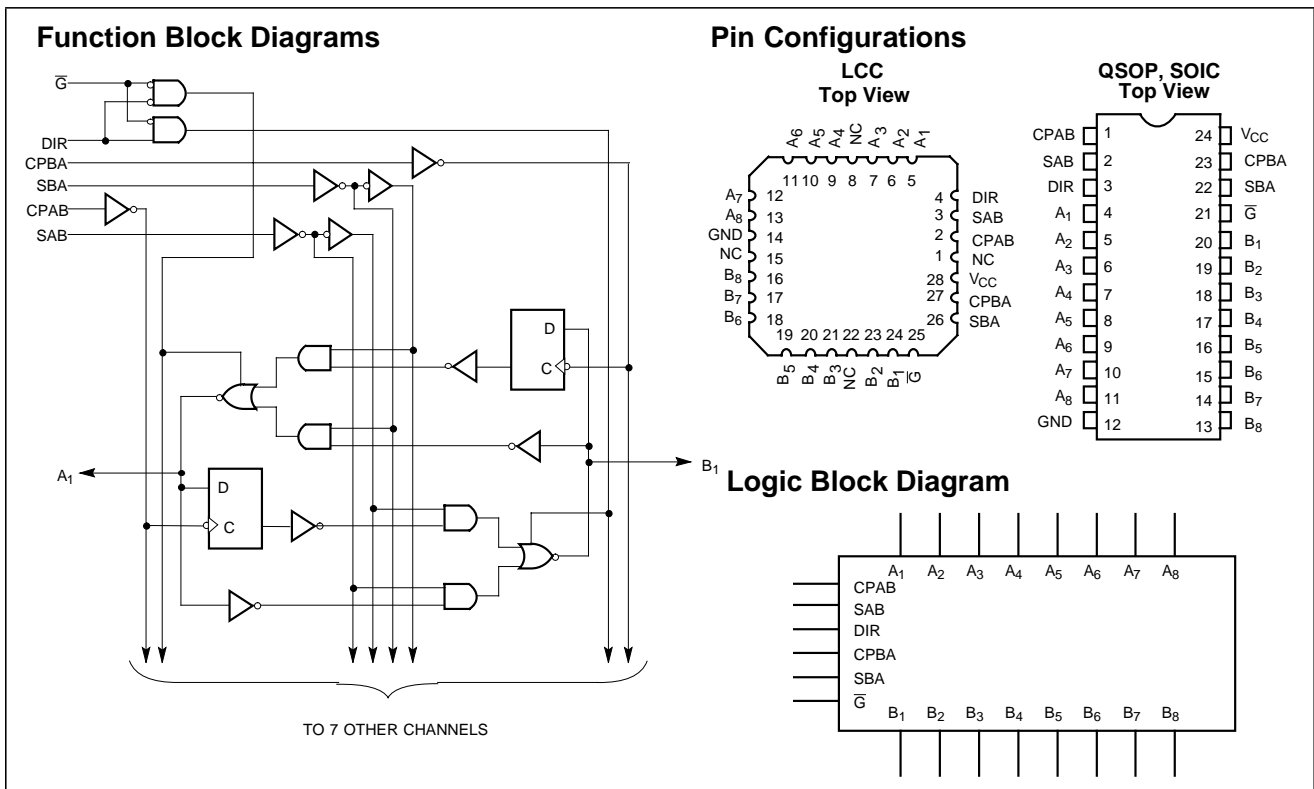 Function Block Diagrams
G̅
DIR
CPBA
SBA
CPAB
SAB
D
C
A1
D
C
B1
TO 7 OTHER CHANNELS
Pin Configurations
LCC
Top View
A6 A5 A4 NC A3 A2 A1
11 10 9 8 7 6 5
A7 12
A8 13
GND 14
NC 15
B8 16
B7 17
B6 18
4 DIR
3 SAB
2 CPAB
1 NC
28 VCC
27 CPBA
26 SBA
19 20 21 22 23 24 25
B5 B4 B3 NC B2 B1 G̅
QSOP, SOIC
Top View
CPAB 1 24 VCC
SAB 2 23 CPBA
DIR 3 22 SBA
A1 4 21 G̅
A2 5 20 B1
A3 6 19 B2
A4 7 18 B3
A5 8 17 B4
A6 9 16 B5
A7 10 15 B6
A8 11 14 B7
GND 12 13 B8
Logic Block Diagram
A1 A2 A3 A4 A5 A6 A7 A8
CPAB
SAB
DIR
CPBA
SBA
G̅
B1 B2 B3 B4 B5 B6 B7 B8